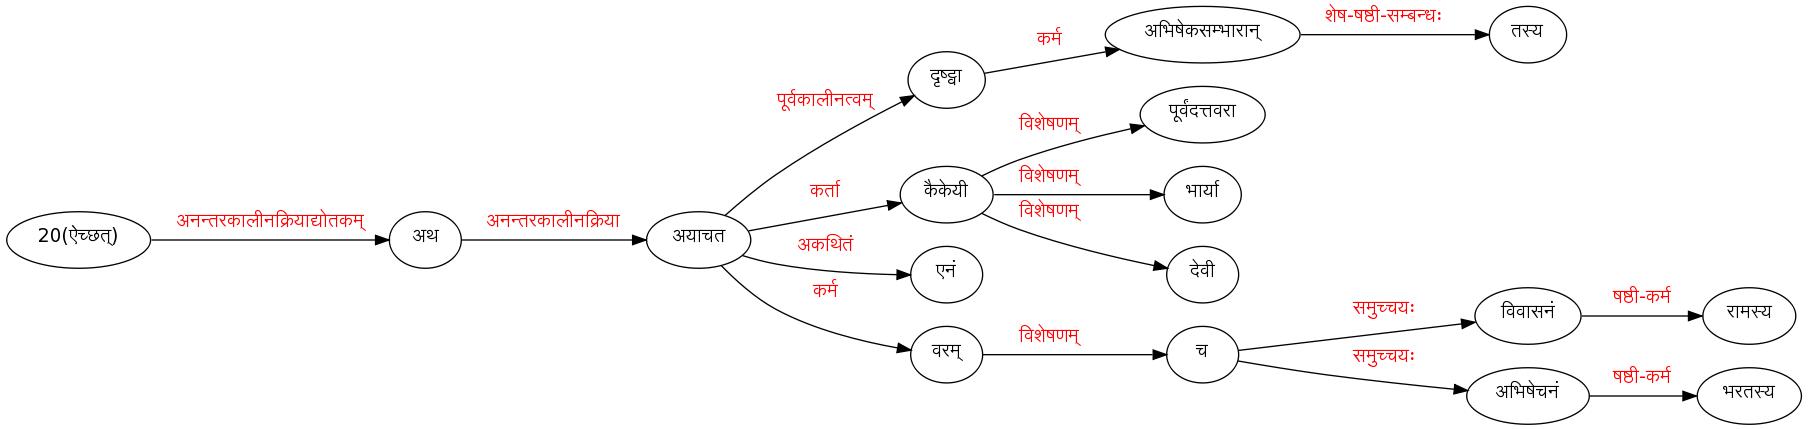 शेष-षष्ठी-सम्बन्धः
अभिषेकसम्भारान्
तस्य
कर्म
दृष्ट्वा
पूर्वकालीनत्वम्
पूर्वंदत्तवरा
विशेषणम्
विशेषणम्
भार्या
कर्ता
कैकेयी
विशेषणम्
अनन्तरकालीनक्रियाद्योतकम्
अनन्तरकालीनक्रिया
20(ऐच्छत्)
अथ
अयाचत
अकथितं
एनं
देवी
कर्म
समुच्चयः
षष्ठी-कर्म
विवासनं
रामस्य
विशेषणम्
वरम्
च
समुच्चयः
षष्ठी-कर्म
अभिषेचनं
भरतस्य